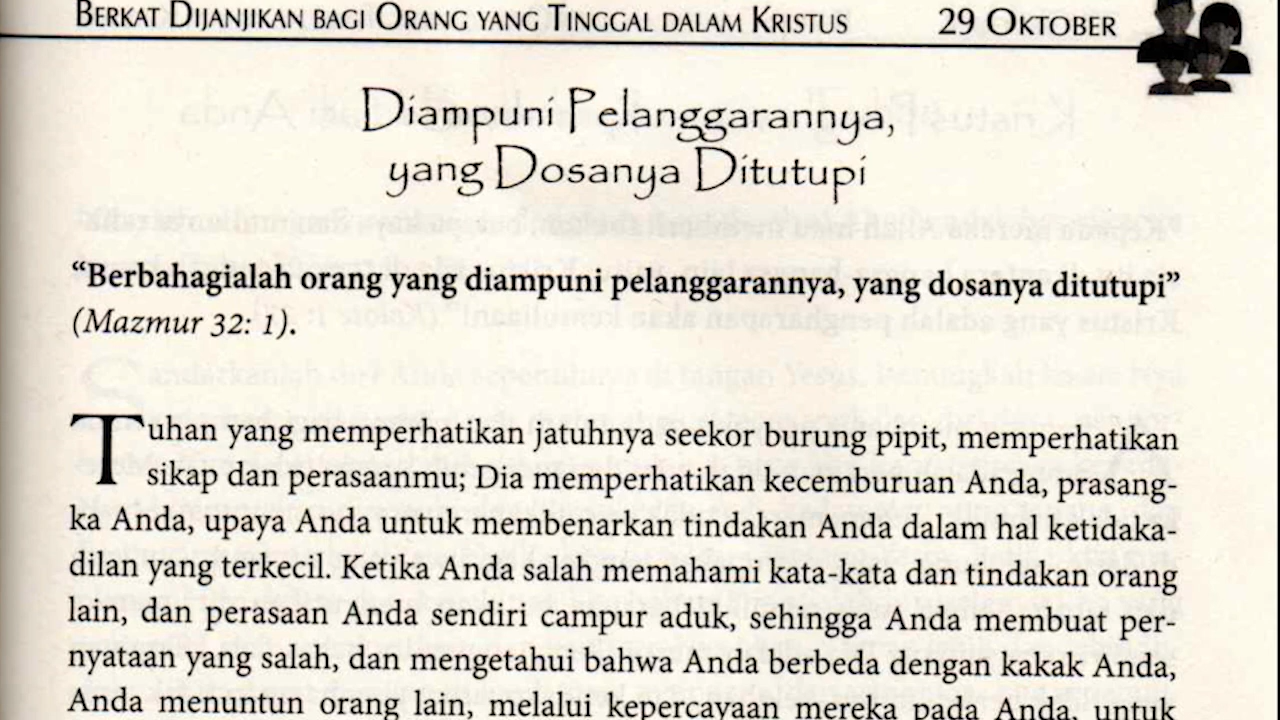 BERKAT DIJANJIKAN BAGI ORANG YANG TINGGAL DALAM KRISTUS 29 OKTOBER
Diampuni Pelanggarannya,
yang Dosanya Ditutupi
“Berbahagialah orang yang diampuni pelanggarannya, yang dosanya ditutupi”
(Mazmur 32: 1).
Tuhan yang memperhatikan jatuhnya seekor burung pipit, memperhatikan
sikap dan perasaanmu; Dia memperhatikan kecemburuan Anda, prasang-
ka Anda, upaya Anda untuk membenarkan tindakan Anda dalam hal ketidaka-
dilan yang terkecil. Ketika Anda salah memahami kata-kata dan tindakan orang
lain, dan perasaan Anda sendiri campur aduk, sehingga Anda membuat per-
nyataan yang salah, dan mengetahui bahwa Anda berbeda dengan kakak Anda,
Anda menuntun orang lain, melalui kepercayaan mereka pada Anda, untuk